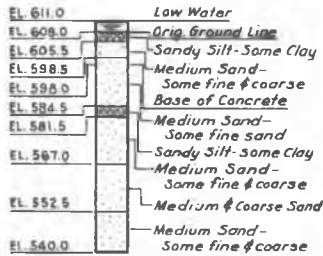 EL. 611.0 Low Water
EL. 608.0 Orig. Ground Line
EL. 605.5 Sandy Silt-Some Clay
EL. 598.5 Medium Sand-
Some fine & coarse
EL. 598.0 Base of Concrete
EL. 584.5 Medium Sand-
Some fine sand
EL. 581.5 Sandy Silt-Some Clay
EL. 567.0 Medium Sand-
Some fine & coarse
EL. 552.5 Medium & Coarse Sand
EL. 540.0 Medium Sand-
Some fine & coarse